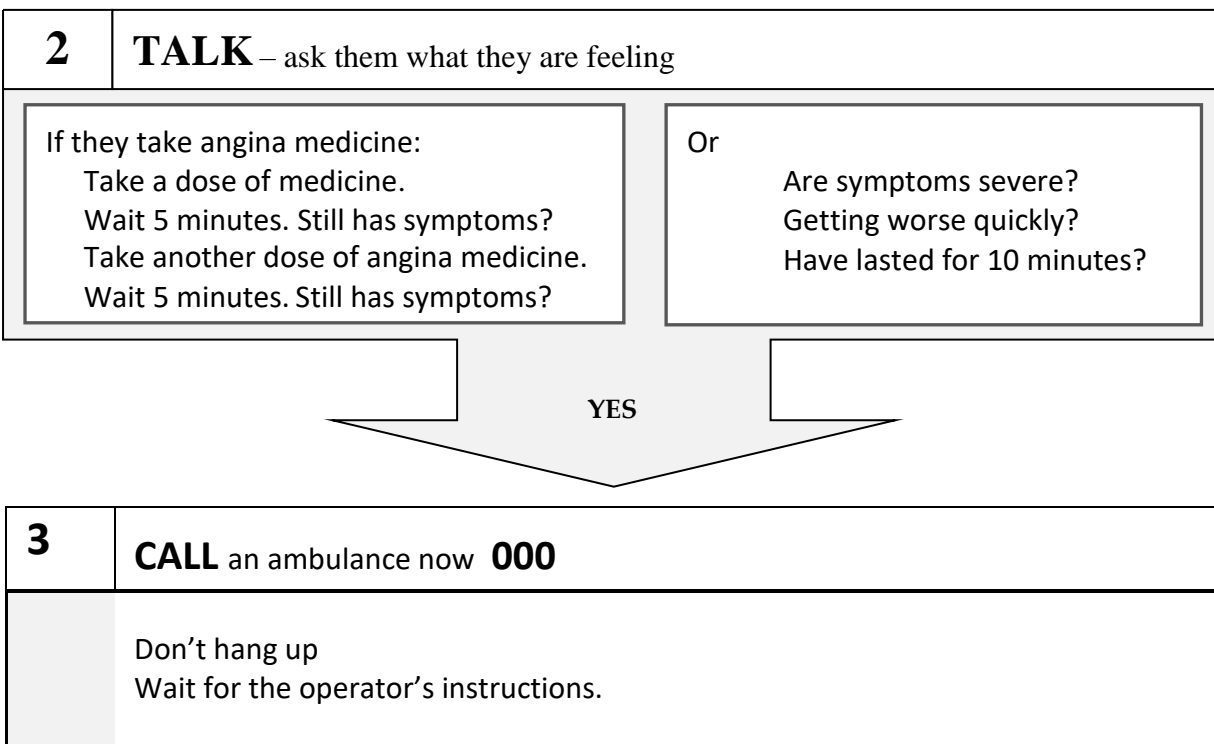 2 TALK – ask them what they are feeling
If they take angina medicine:
Take a dose of medicine.
Wait 5 minutes. Still has symptoms?
Take another dose of angina medicine.
Wait 5 minutes. Still has symptoms?
Or
Are symptoms severe?
Getting worse quickly?
Have lasted for 10 minutes?
YES
3 CALL an ambulance now 000
Don’t hang up
Wait for the operator’s instructions.